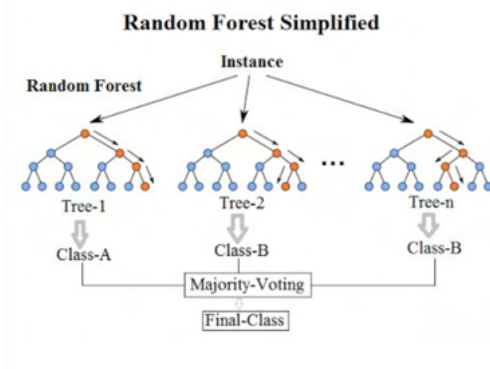 Random Forest Simplified
Instance
Random Forest
...
Tree-1
Tree-2
Tree-n
Class-A
Class-B
Class-B
Majority-Voting
Final-Class